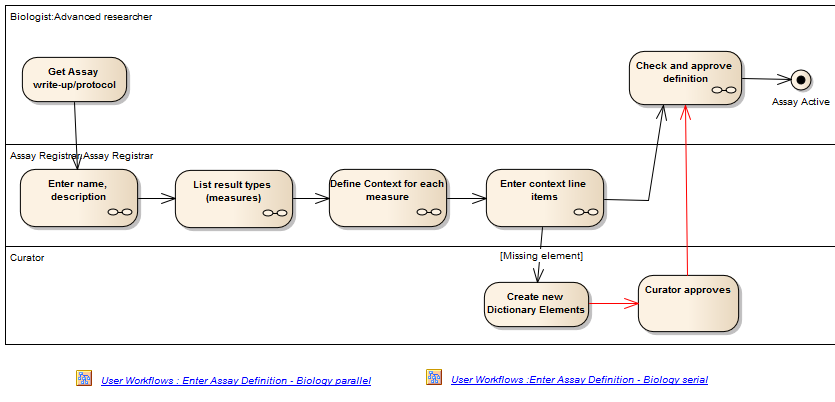 Biologist:Advanced researcher
Get Assay
write-up/protocol
Check and approve
definition
Assay Active
Assay Registrar:Assay Registrar
Enter name,
description
List result types
(measures)
Define Context for each
measure
Enter context line
items
Curator
[Missing element]
Create new
Dictionary Elements
Curator approves
User Workflows : Enter Assay Definition - Biology parallel
User Workflows :Enter Assay Definition - Biology serial